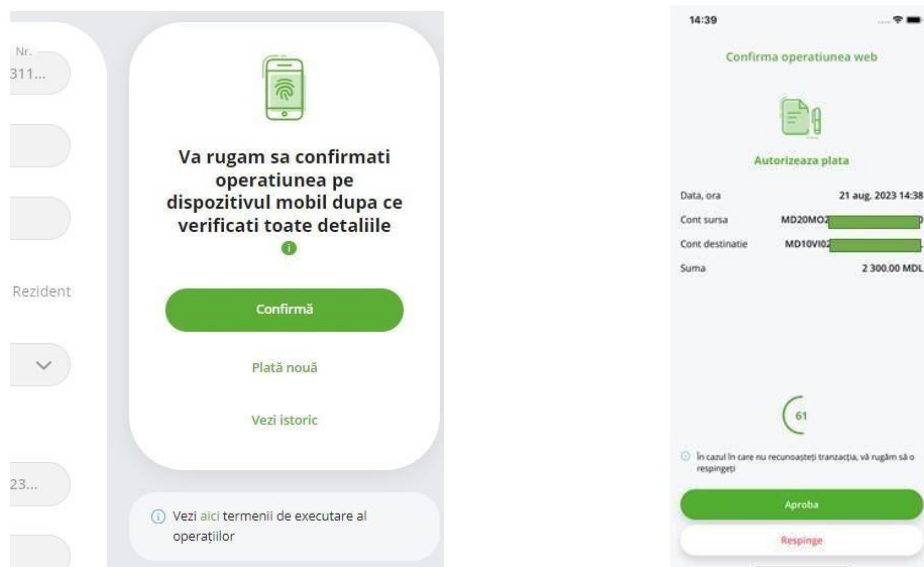 Nr.
311...
Rezident
23...
Va rugam sa confirmati
operatiunea pe
dispozitivul mobil dupa ce
verificati toate detaliile
Confirmă
Plată nouă
Vezi istoric
Vezi aici termenii de executare al
operațiilor
14:39
Confirma operatiunea web
Autorizeaza plata
Data, ora 21 aug. 2023 14:38
Cont sursa MD20MO2
Cont destinatie MD10VI02
Suma 2 300.00 MDL
61
În cazul în care nu recunoașteți tranzacția, vă rugăm să o
respingeți
Aproba
Respinge